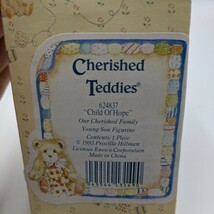 Cherished
Teddies®
624837
"Child Of Hope"
Our Cherished Family
Young Son Figurine
Contents: 1 Piece
© 1993 Priscilla Hillman
Licensee Enesco Corporation
Made in China